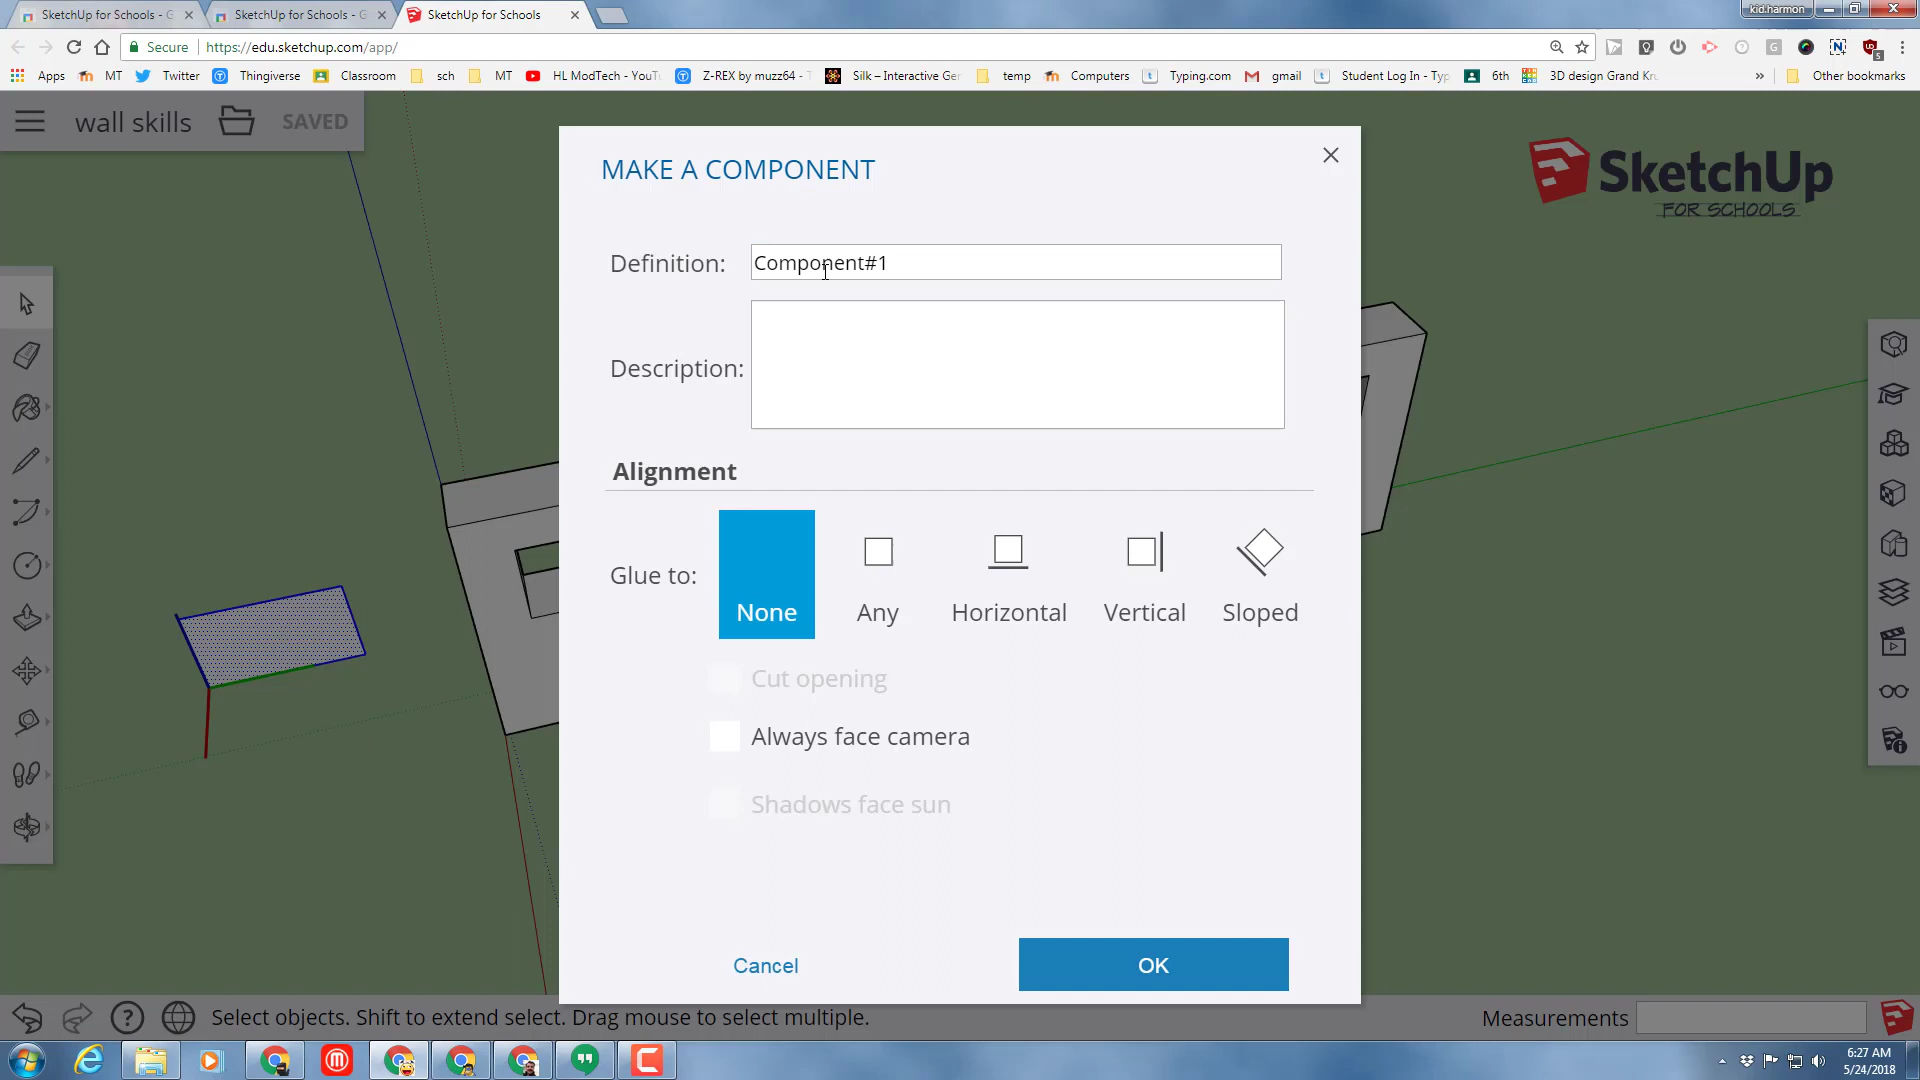 SketchUp for Schools - G
SketchUp for Schools - G
SketchUp for Schools
kid.harmon
Secure
https://edu.sketchup.com/app/
Apps
MT
Twitter
Thingiverse
Classroom
sch
MT
HL ModTech - YouTu
Z-REX by muzz64 - T
Silk – Interactive Ger
temp
Computers
Typing.com
gmail
Student Log In - Typ
6th
3D design Grand Kru
»
Other bookmarks
wall skills
SAVED
SketchUp
FOR SCHOOLS
MAKE A COMPONENT
Definition:
Component#1
Description:
Alignment
Glue to:
None
Any
Horizontal
Vertical
Sloped
Cut opening
Always face camera
Shadows face sun
Cancel
OK
Select objects. Shift to extend select. Drag mouse to select multiple.
Measurements
6:27 AM
5/24/2018